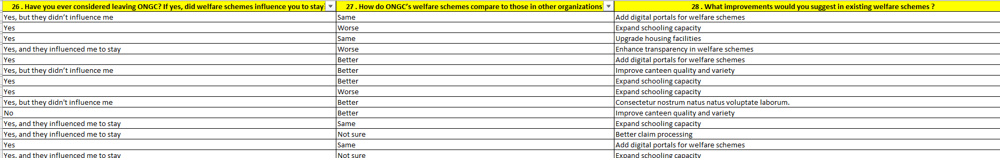 26 . Have you ever considered leaving ONGC? If yes, did welfare schemes influence you to stay? 27 . How do ONGC’s welfare schemes compare to those in other organizations 28 . What improvements would you suggest in existing welfare schemes ?
Yes, but they didn’t influence me Same Add digital portals for welfare schemes
Yes Worse Expand schooling capacity
Yes Same Upgrade housing facilities
Yes, and they influenced me to stay Worse Enhance transparency in welfare schemes
Yes Better Add digital portals for welfare schemes
Yes, but they didn’t influence me Better Improve canteen quality and variety
Yes Better Expand schooling capacity
Yes Worse Expand schooling capacity
Yes, but they didn't influence me Better Consectetur nostrum natus natus voluptate laborum.
No Better Improve canteen quality and variety
Yes, and they influenced me to stay Same Expand schooling capacity
Yes, and they influenced me to stay Not sure Better claim processing
Yes Same Add digital portals for welfare schemes
Yes, and they influenced me to stay Not sure Expand schooling capacity